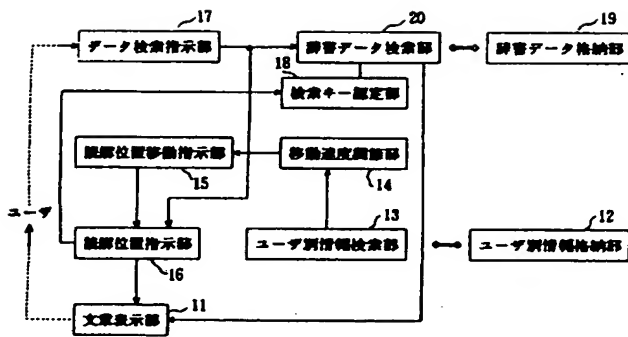 17
20
19
データ検索指示部
辞書データ検索部
辞書データ格納部
18
検索キー認定部
読解位置移動指示部
移動速度調節部
15
14
ユーザ
13
12
読解位置指示部
ユーザ別情報検索部
ユーザ別情報格納部
16
11
文章表示部